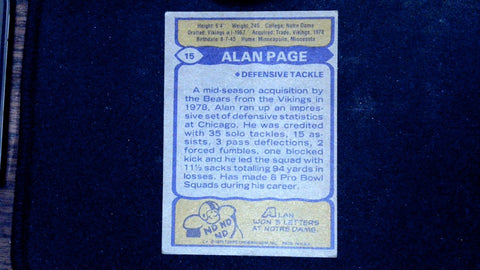 Height: 6'4" Weight: 245 College: Notre Dame
Drafted: Vikings #1-1967 Acquired: Trade, Vikings, 1978
Birthdate: 8-7-45 Home: Minneapolis, Minnesota
15 ALAN PAGE
DEFENSIVE TACKLE
A mid-season acquisition by
the Bears from the Vikings in
1978, Alan ran up an impres-
sive set of defensive statistics
at Chicago. He was credited
with 35 solo tackles, 15 as-
sists, 3 pass deflections, 2
forced fumbles, one blocked
kick and he led the squad with
11½ sacks totalling 94 yards in
losses. Has made 8 Pro Bowl
Squads during his career.
ALAN
WON 3 LETTERS
AT NOTRE DAME.
ND ND
ND